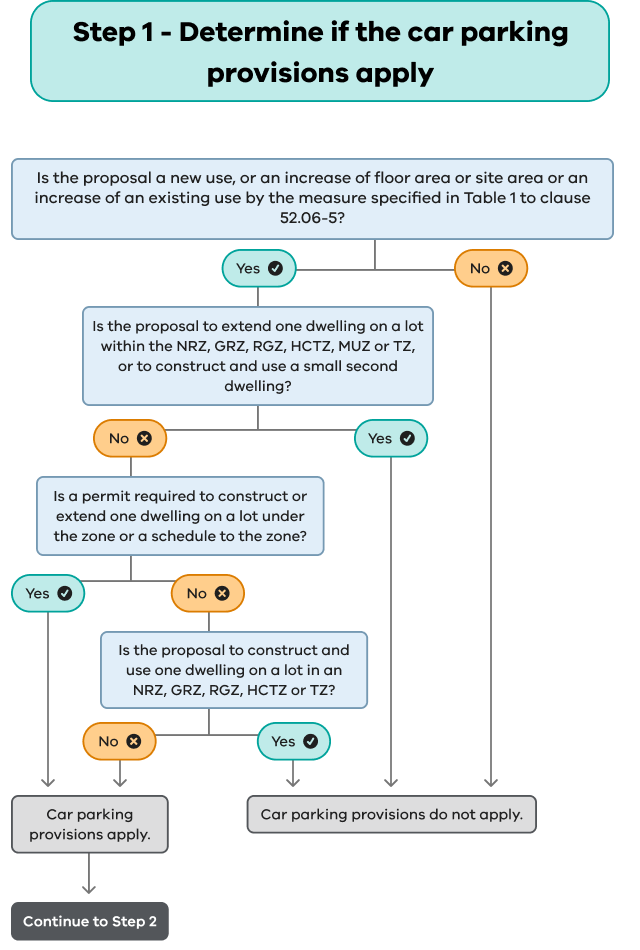 Step 1 - Determine if the car parking
provisions apply
Is the proposal a new use, or an increase of floor area or site area or an
increase of an existing use by the measure specified in Table 1 to clause
52.06-5?
Yes
No
Is the proposal to extend one dwelling on a lot
within the NRZ, GRZ, RGZ, HCTZ, MUZ or TZ,
or to construct and use a small second
dwelling?
No
Yes
Is a permit required to construct or
extend one dwelling on a lot under
the zone or a schedule to the zone?
Yes
No
Is the proposal to construct and
use one dwelling on a lot in an
NRZ, GRZ, RGZ, HCTZ or TZ?
No
Yes
Car parking
provisions apply.
Car parking provisions do not apply.
Continue to Step 2